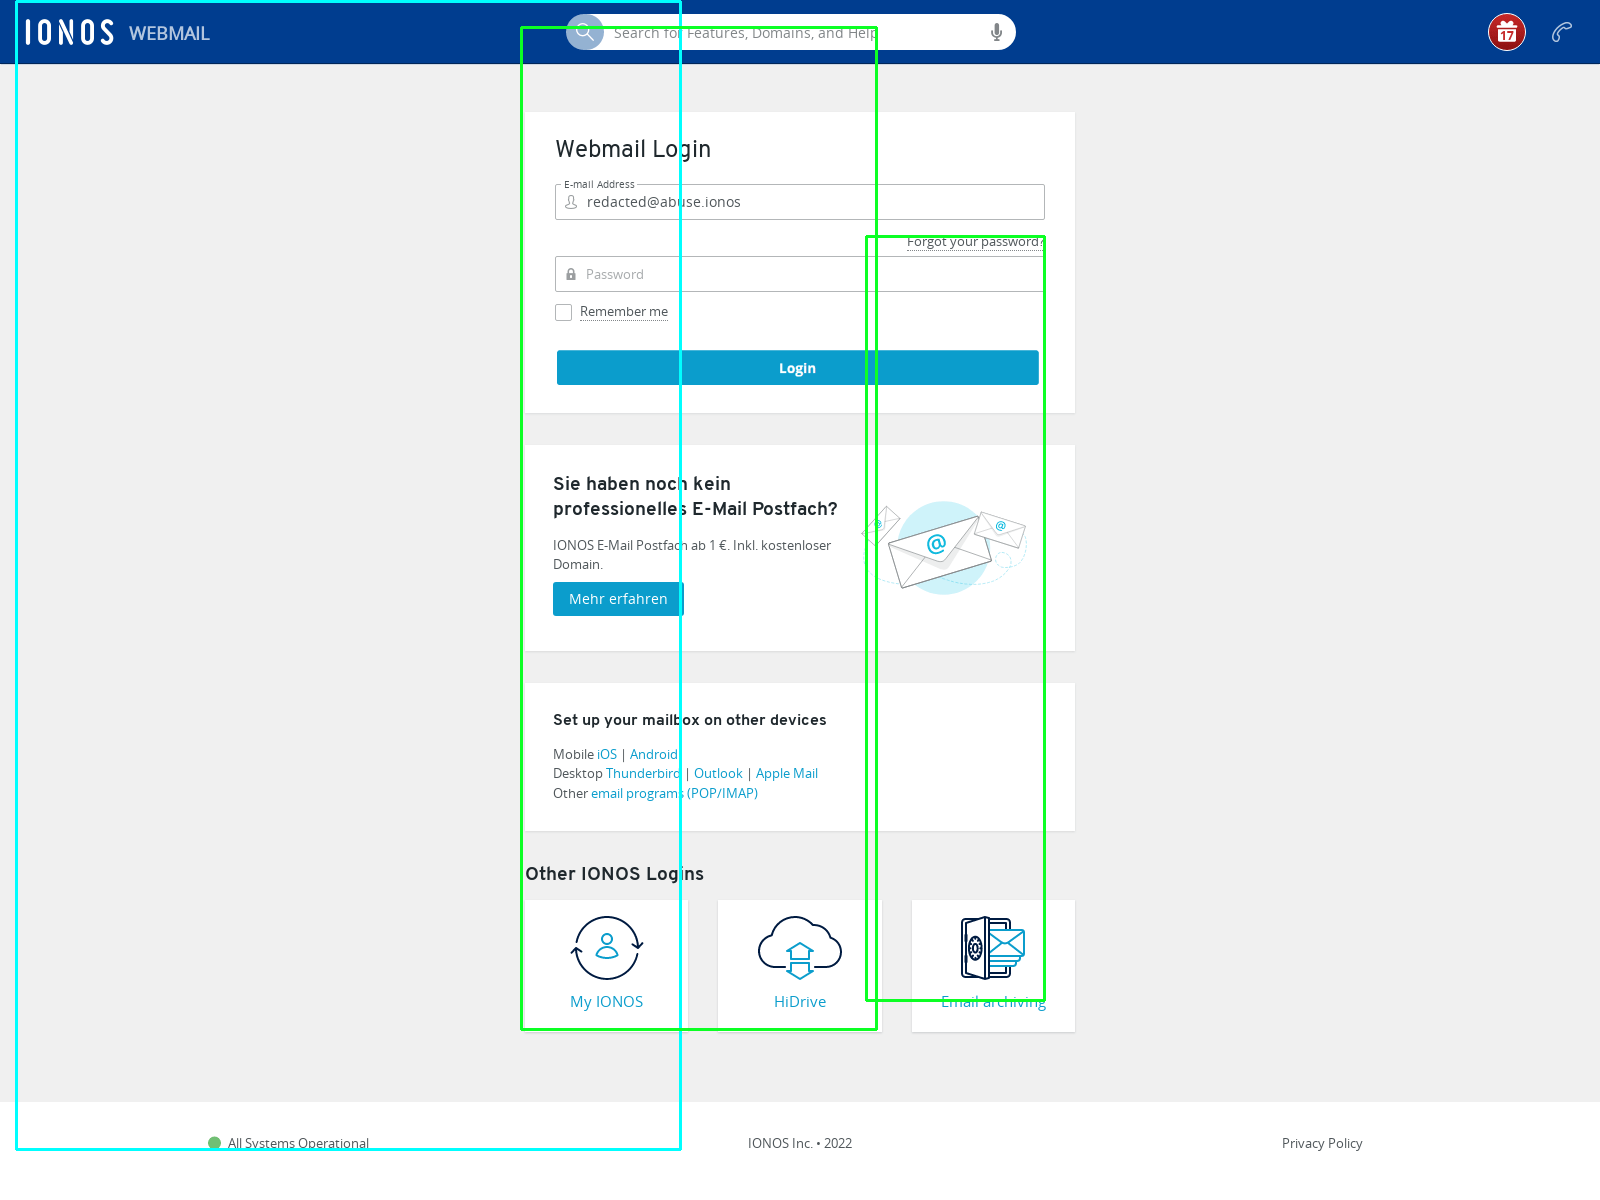 IONOS WEBMAIL
Search for Features, Domains, and Help
17
Webmail Login
E-mail Address
redacted@abuse.ionos
Forgot your password?
Password
Remember me
Login
Sie haben noch kein
professionelles E-Mail Postfach?
IONOS E-Mail Postfach ab 1 €. Inkl. kostenloser
Domain.
Mehr erfahren
@ @ @
Set up your mailbox on other devices
Mobile iOS | Android
Desktop Thunderbird | Outlook | Apple Mail
Other email programs (POP/IMAP)
Other IONOS Logins
My IONOS
HiDrive
Email archiving
All Systems Operational
IONOS Inc. • 2022
Privacy Policy